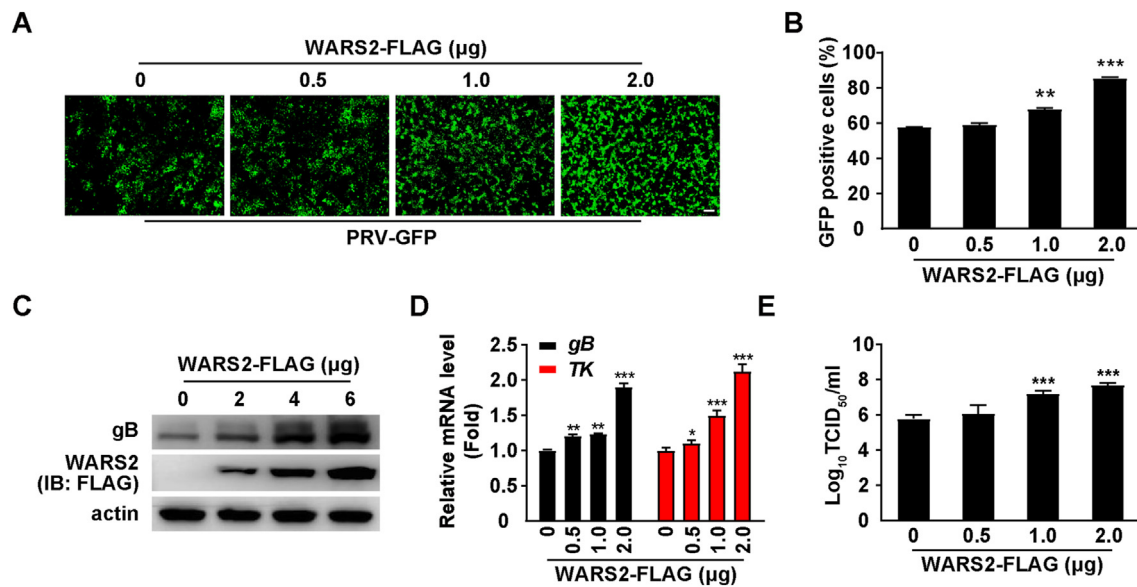 A
WARS2-FLAG (µg)
0 0.5 1.0 2.0
PRV-GFP
B
GFP positive cells (%)
100
80
60
40
20
0
** ***
0 0.5 1.0 2.0
WARS2-FLAG (µg)
C
WARS2-FLAG (µg)
0 2 4 6
gB
WARS2
(IB: FLAG)
actin
D
Relative mRNA level
(Fold)
2.5
2.0
1.5
1.0
0.5
0
gB
TK
** ** *** * *** ***
0 0.5 1.0 2.0 0 0.5 1.0 2.0
WARS2-FLAG (µg)
E
Log₁₀ TCID₅₀/ml
10
8
6
4
2
0
*** ***
0 0.5 1.0 2.0
WARS2-FLAG (µg)